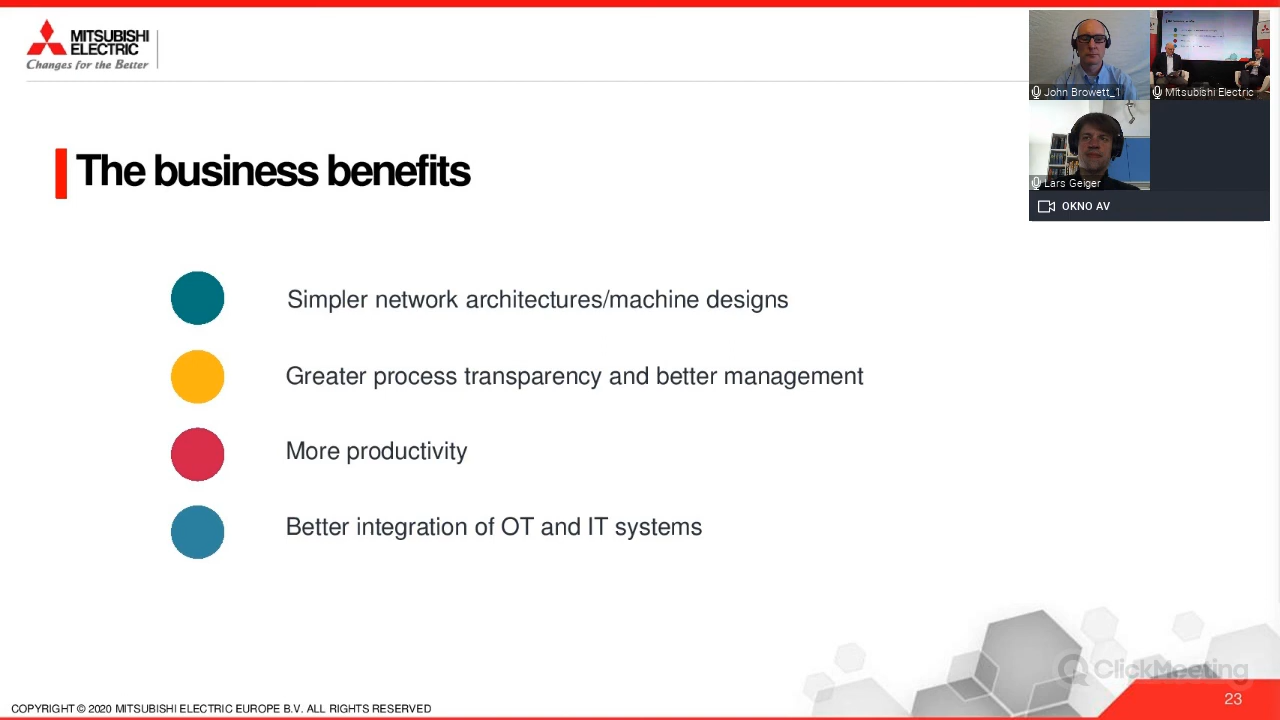 MITSUBISHI
ELECTRIC
Changes for the Better
John Browett_1
Mitsubishi Electric
Lars Geiger
OKNO AV
The business benefits
Simpler network architectures/machine designs
Greater process transparency and better management
More productivity
Better integration of OT and IT systems
ClickMeeting
23
COPYRIGHT © 2020 MITSUBISHI ELECTRIC EUROPE B.V. ALL RIGHTS RESERVED